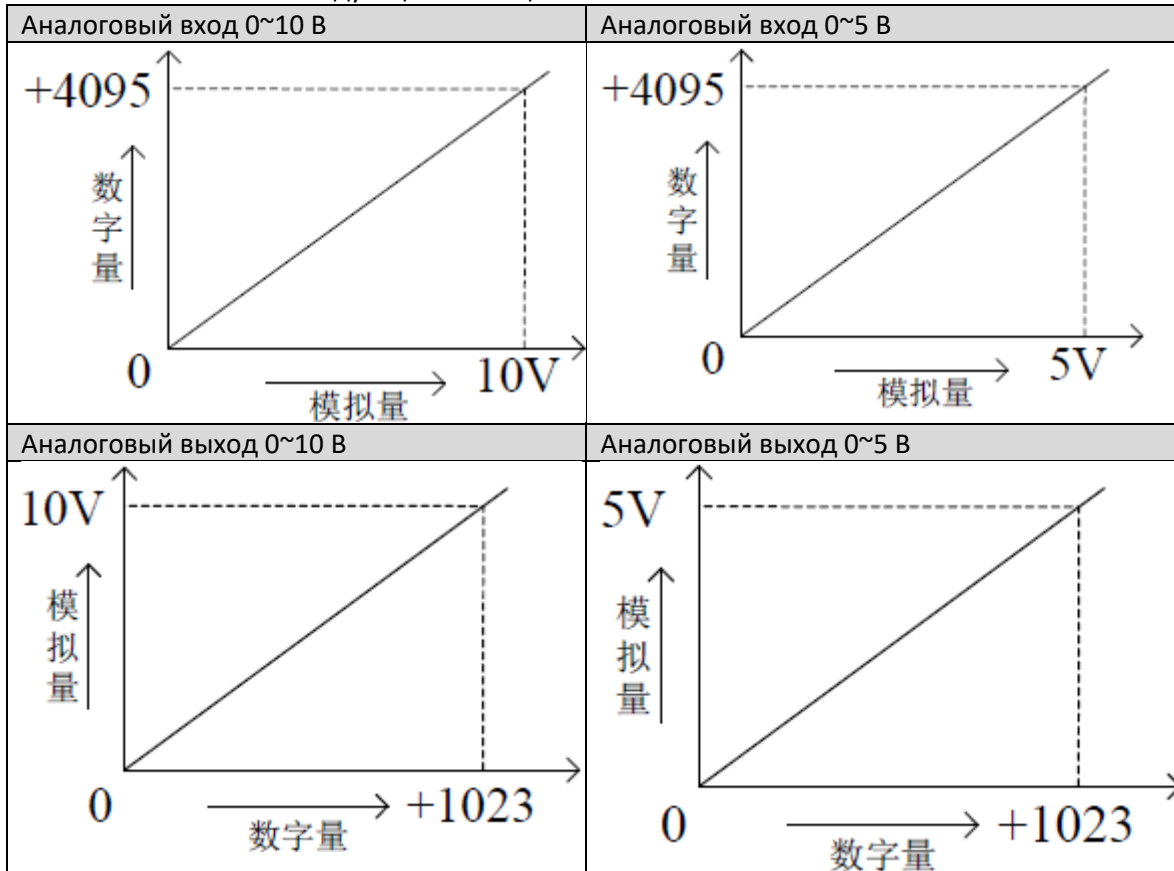 Аналоговый вход 0~10 В
Аналоговый вход 0~5 В
+4095
数字量
0
模拟量
10V
+4095
数字量
0
模拟量
5V
Аналоговый выход 0~10 В
Аналоговый выход 0~5 В
10V
模拟量
0
数字量
+1023
5V
模拟量
0
数字量
+1023